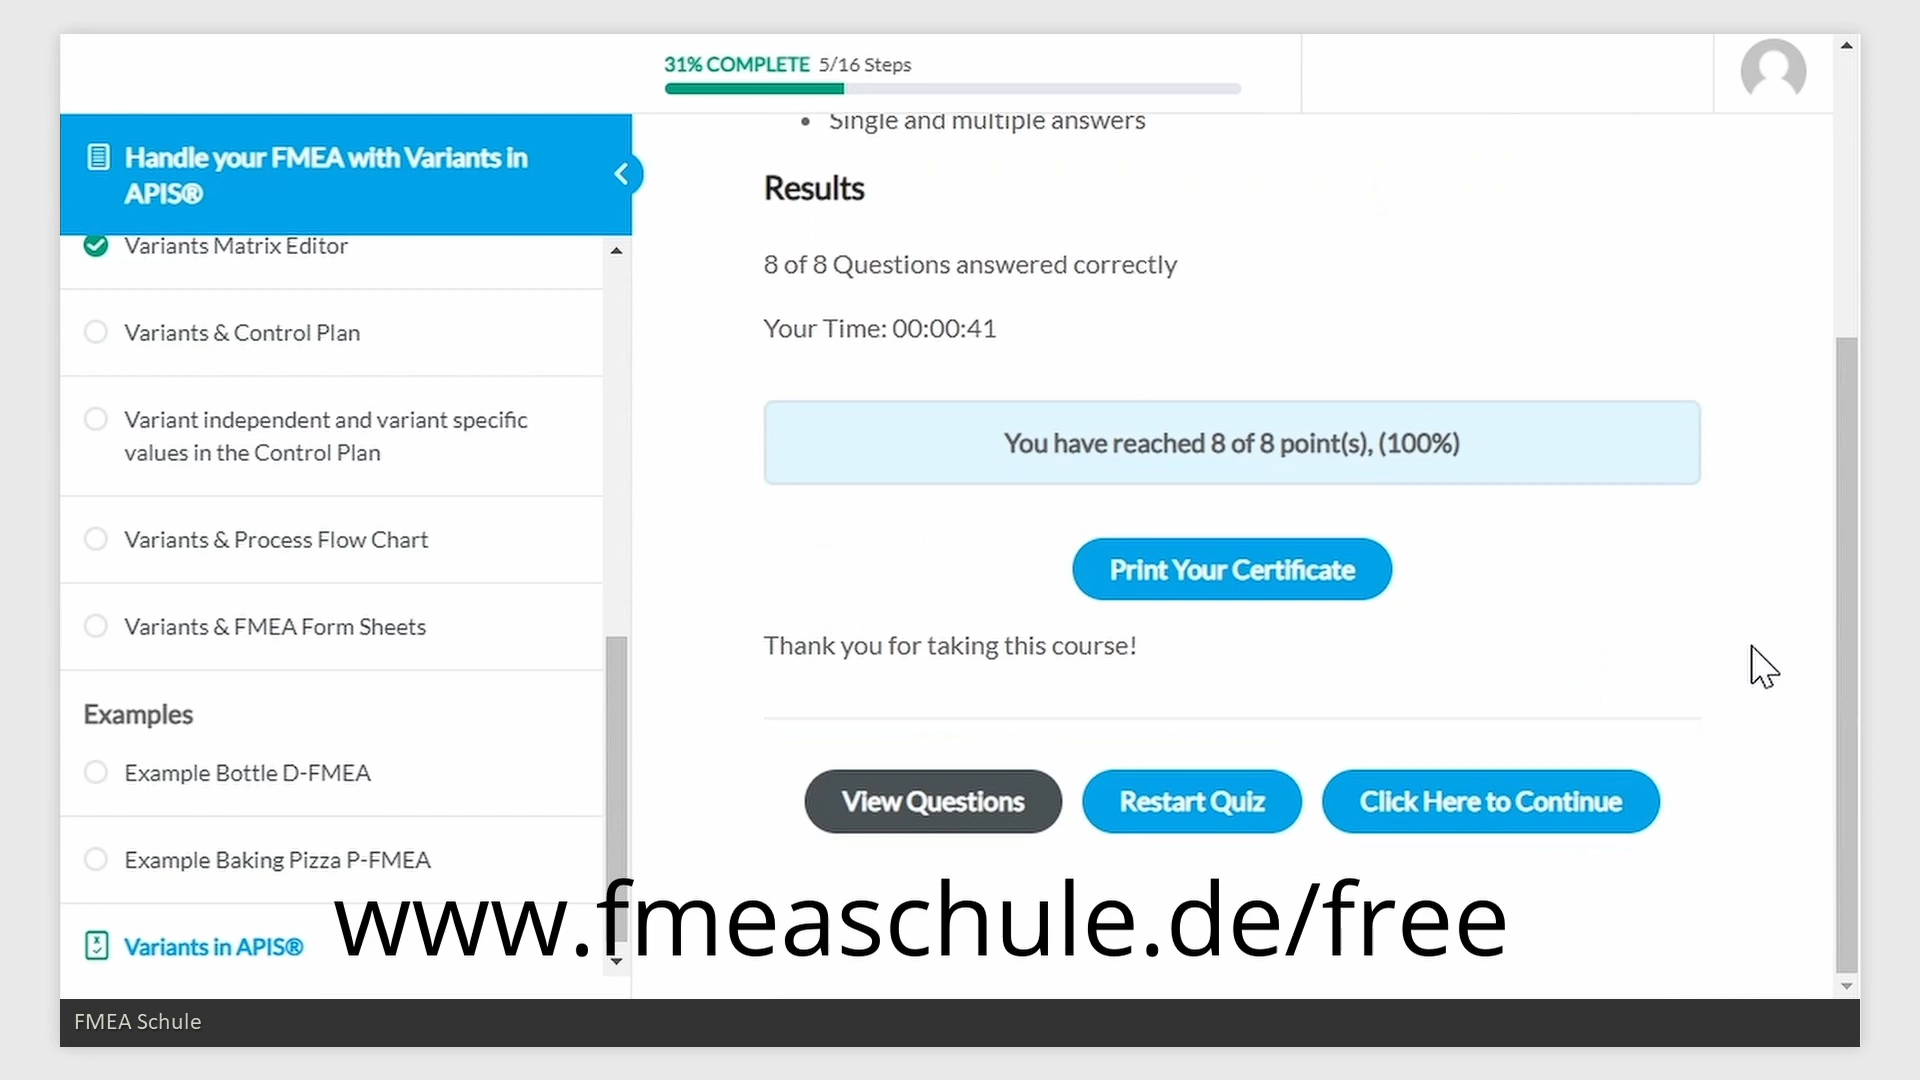 31% COMPLETE 5/16 Steps
Handle your FMEA with Variants in
APIS®
Variants Matrix Editor
Variants & Control Plan
Variant independent and variant specific
values in the Control Plan
Variants & Process Flow Chart
Variants & FMEA Form Sheets
Examples
Example Bottle D-FMEA
Example Baking Pizza P-FMEA
Variants in APIS®
Single and multiple answers
Results
8 of 8 Questions answered correctly
Your Time: 00:00:41
You have reached 8 of 8 point(s), (100%)
Print Your Certificate
Thank you for taking this course!
View Questions
Restart Quiz
Click Here to Continue
www.fmeaschule.de/free
FMEA Schule